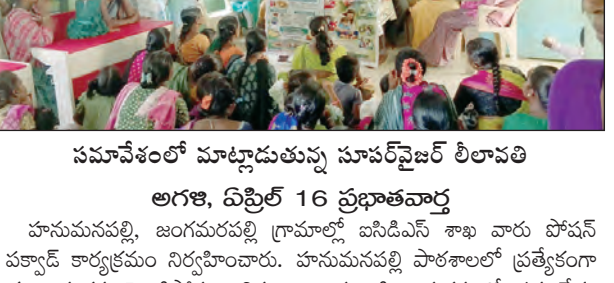 సమావేశంలో మాట్లాడుతున్న సూపర్‌వైజర్ లీలావతి
అగళి, ఏప్రిల్ 16 ప్రభాతవార్త
హనుమనపల్లి, జంగమరపల్లి గ్రామాల్లో ఐసిడిఎస్ శాఖ వారు పోషన్
పక్వాడ్ కార్యక్రమం నిర్వహించారు. హనుమనపల్లి పాఠశాలలో ప్రత్యేకంగా